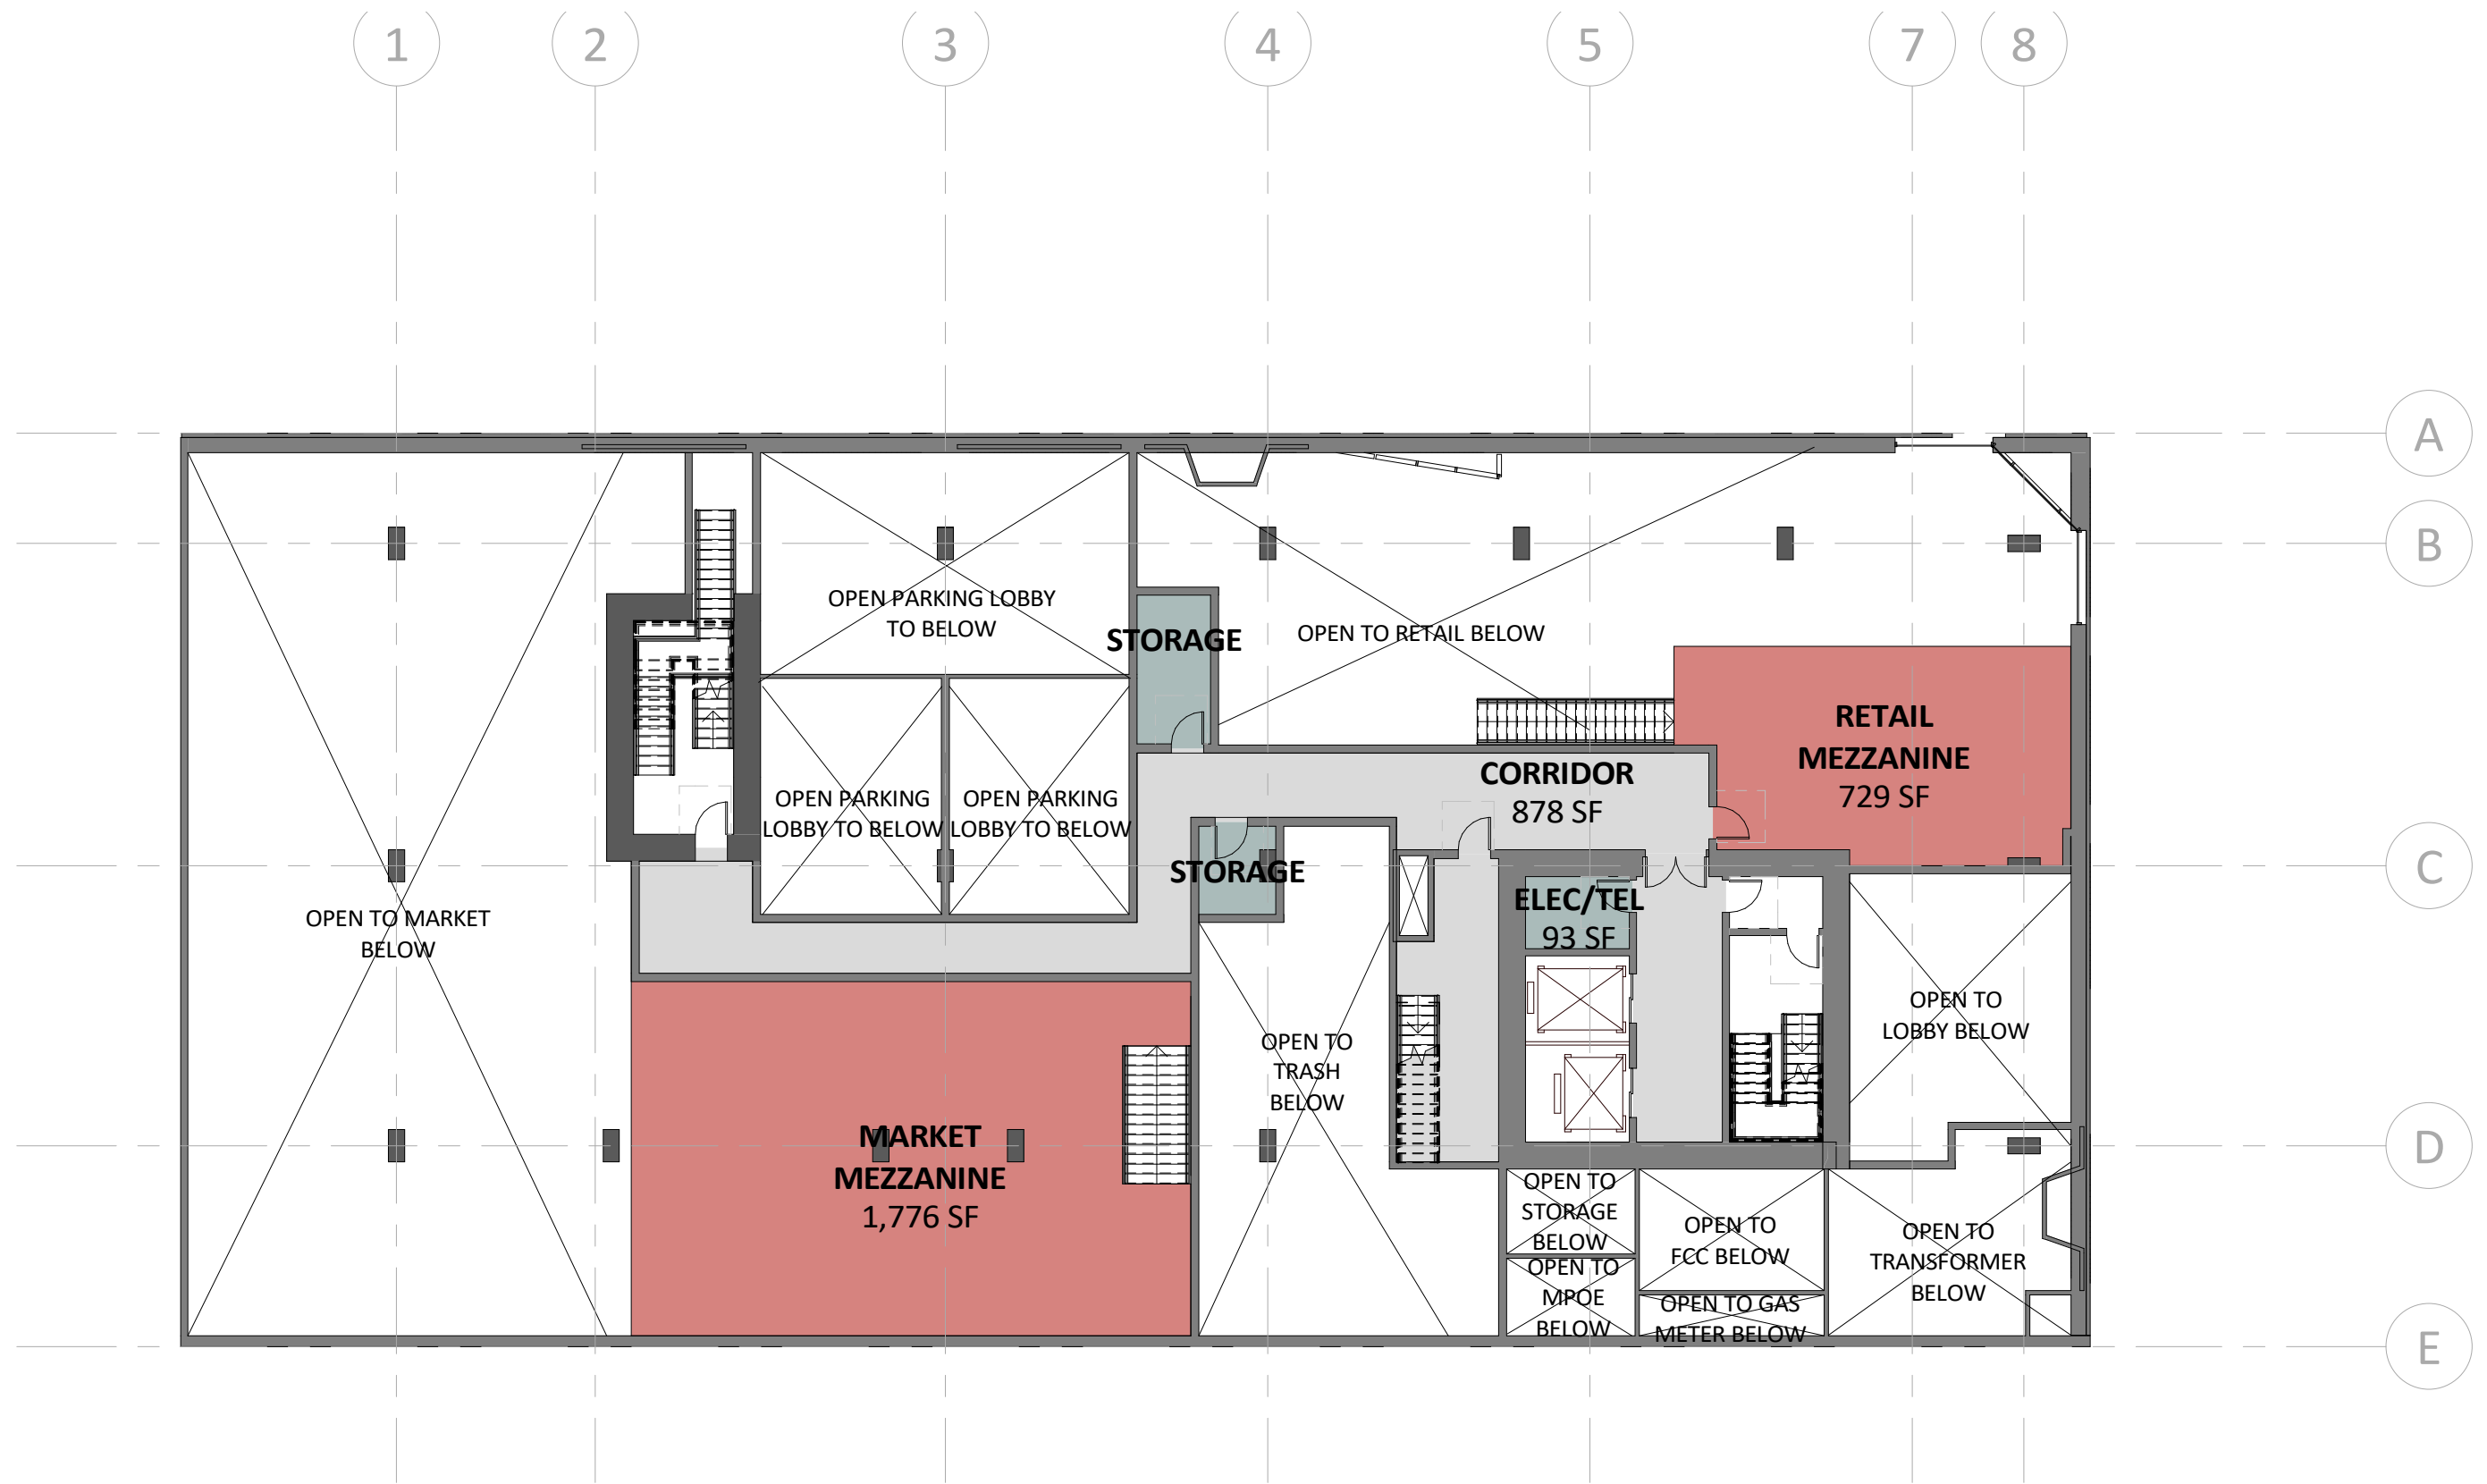 1
2
3
4
5
7
8
A
B
C
D
E
OPEN PARKING LOBBY
TO BELOW
STORAGE
OPEN TO RETAIL BELOW
RETAIL
MEZZANINE
729 SF
CORRIDOR
878 SF
OPEN PARKING
LOBBY TO BELOW
OPEN PARKING
LOBBY TO BELOW
STORAGE
ELEC/TEL
93 SF
OPEN TO MARKET
BELOW
OPEN TO
LOBBY BELOW
OPEN TO
TRASH
BELOW
MARKET
MEZZANINE
1,776 SF
OPEN TO
STORAGE
BELOW
OPEN TO
FCC BELOW
OPEN TO
TRANSFORMER
BELOW
OPEN TO
MPOE
BELOW
OPEN TO GAS
METER BELOW